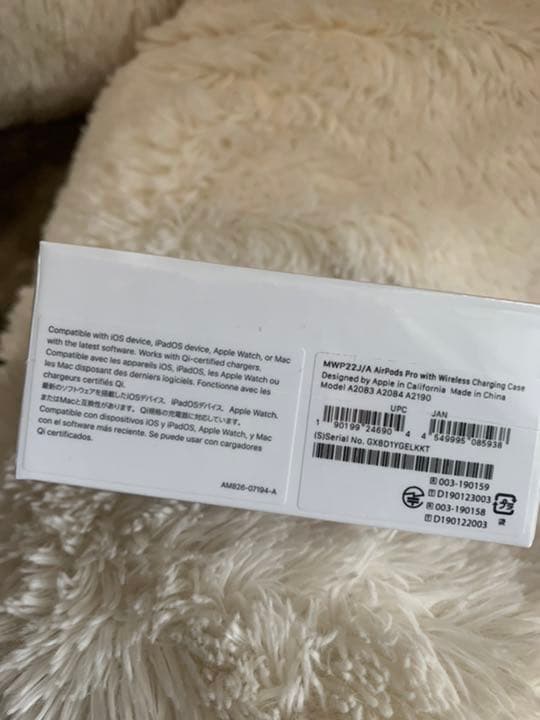 Compatible with iOS device, iPadOS device, Apple Watch, or Mac
with the latest software. Works with Qi-certified chargers.
Compatible avec les appareils iOS, iPadOS, les Apple Watch ou
les Mac disposant des derniers logiciels. Fonctionne avec les
chargeurs certifiés Qi.
最新のソフトウェアを搭載したiOSデバイス、iPadOSデバイス、Apple Watch、
またはMacと互換性があります。Qi規格の充電器に対応しています。
Compatible con dispositivos iOS y iPadOS, Apple Watch, y Mac
con el software más reciente. Se puede usar con cargadores
Qi certificados.
AM826-07194-A
MWP22J/A AirPods Pro with Wireless Charging Case
Designed by Apple in California Made in China
Model A2083 A2084 A2190
UPC JAN
1 90199 24690 4 4 549995 085938
(S)Serial No. GX8D1YGELKKT
003-190159
D190123003
003-190158
D190122003